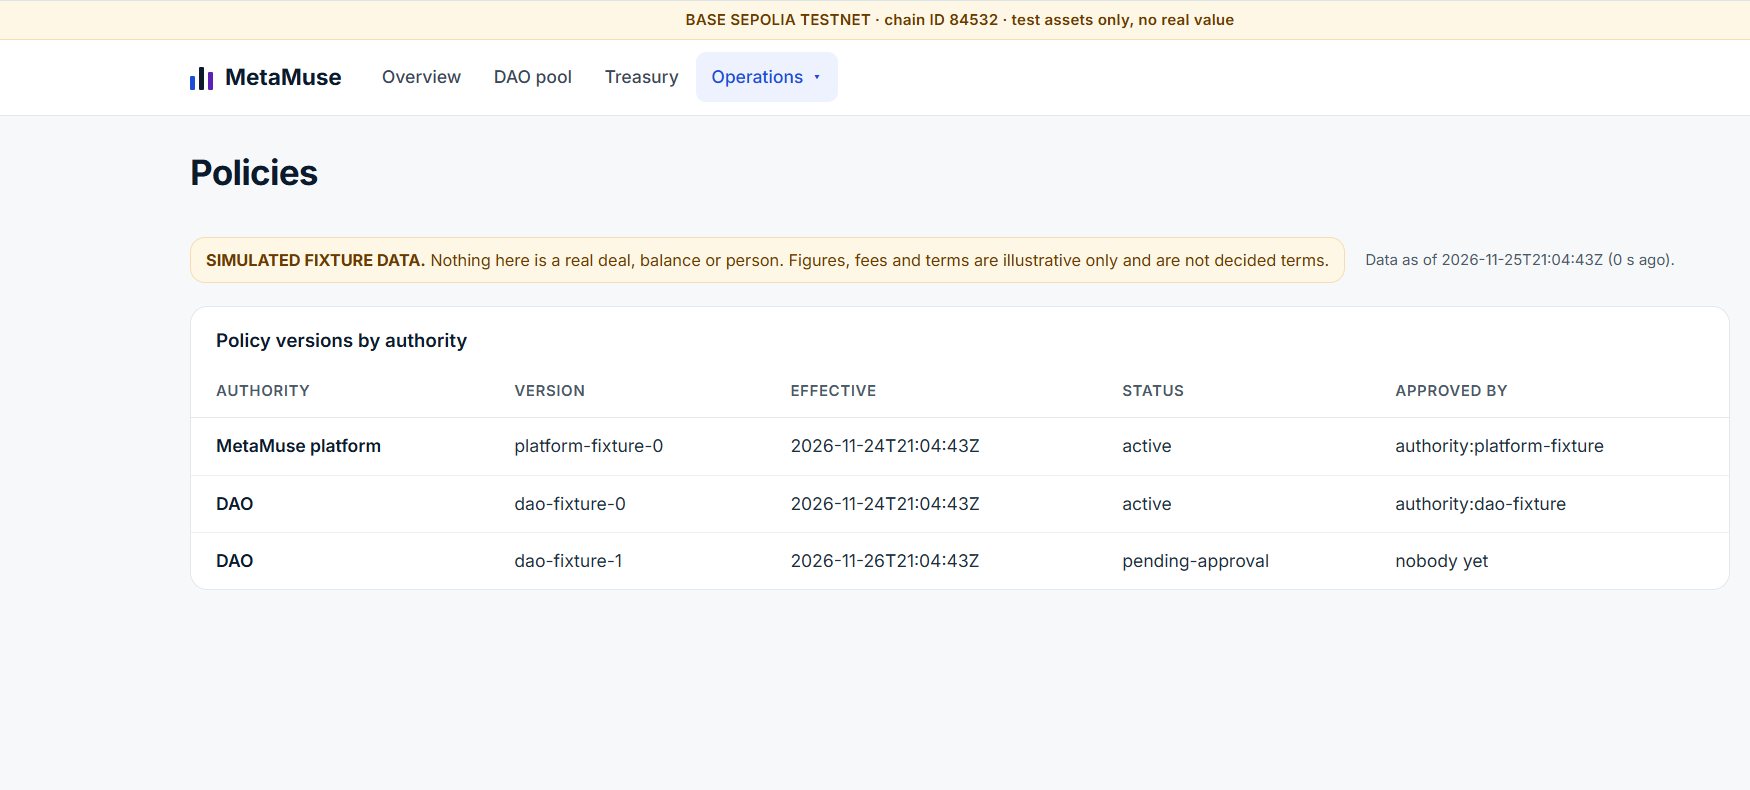 BASE SEPOLIA TESTNET · chain ID 84532 · test assets only, no real value
MetaMuse Overview DAO pool Treasury Operations
Policies
SIMULATED FIXTURE DATA. Nothing here is a real deal, balance or person. Figures, fees and terms are illustrative only and are not decided terms. Data as of 2026-11-25T21:04:43Z (0 s ago).
Policy versions by authority
AUTHORITY VERSION EFFECTIVE STATUS APPROVED BY
MetaMuse platform platform-fixture-0 2026-11-24T21:04:43Z active authority:platform-fixture
DAO dao-fixture-0 2026-11-24T21:04:43Z active authority:dao-fixture
DAO dao-fixture-1 2026-11-26T21:04:43Z pending-approval nobody yet